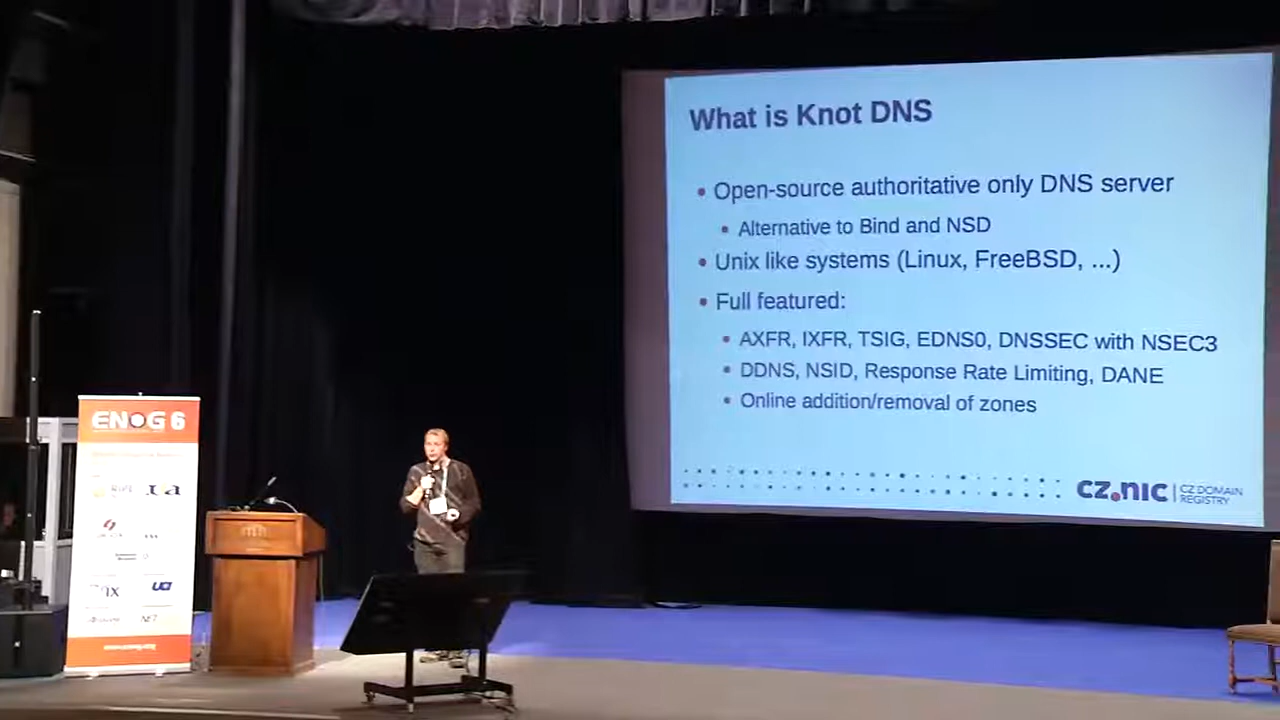 What is Knot DNS
• Open-source authoritative only DNS server
• Alternative to Bind and NSD
• Unix like systems (Linux, FreeBSD, ...)
• Full featured:
• AXFR, IXFR, TSIG, EDNS0, DNSSEC with NSEC3
• DDNS, NSID, Response Rate Limiting, DANE
• Online addition/removal of zones
CZ.NIC | CZ DOMAIN
REGISTRY
ENOG 6